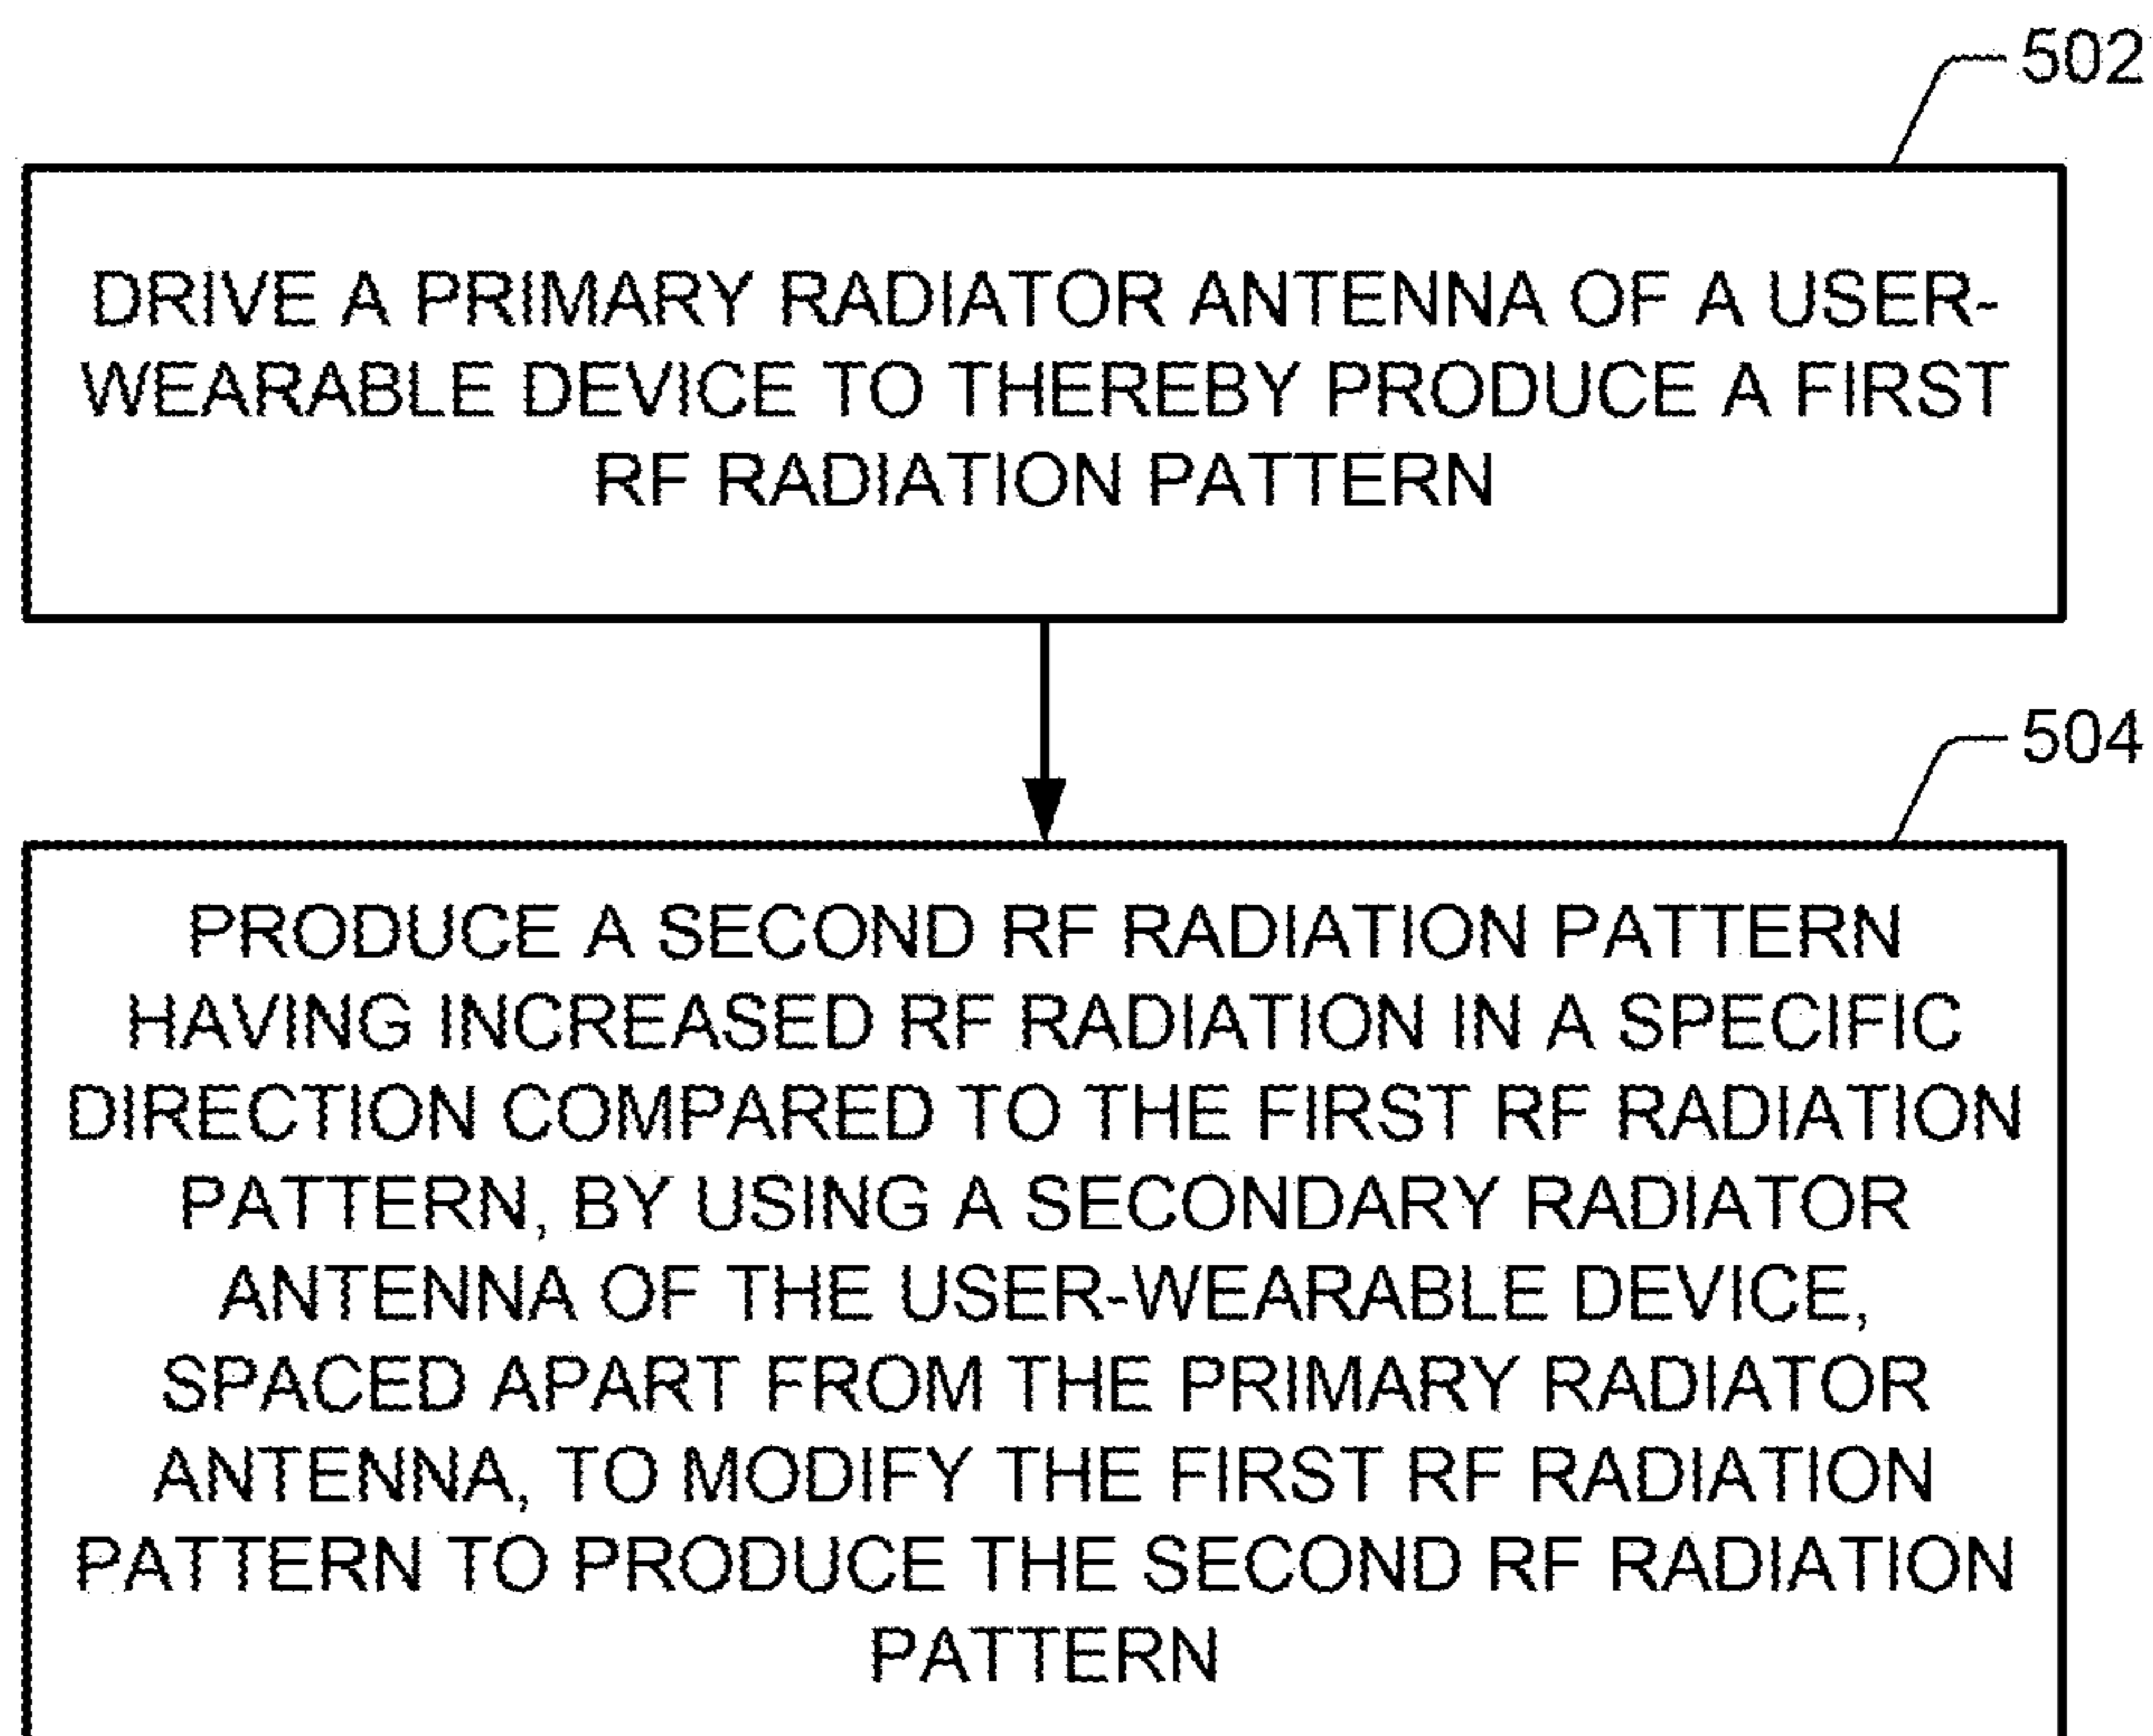 502
DRIVE A PRIMARY RADIATOR ANTENNA OF A USER-
WEARABLE DEVICE TO THEREBY PRODUCE A FIRST
RF RADIATION PATTERN
504
PRODUCE A SECOND RF RADIATION PATTERN
HAVING INCREASED RF RADIATION IN A SPECIFIC
DIRECTION COMPARED TO THE FIRST RF RADIATION
PATTERN, BY USING A SECONDARY RADIATOR
ANTENNA OF THE USER-WEARABLE DEVICE,
SPACED APART FROM THE PRIMARY RADIATOR
ANTENNA, TO MODIFY THE FIRST RF RADIATION
PATTERN TO PRODUCE THE SECOND RF RADIATION
PATTERN